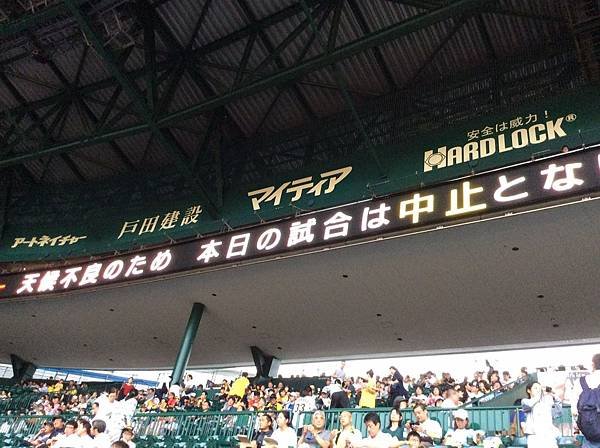 安全は威力!
HARDLOCK®
マイティア
戸田建設
アートネイチャー
天候不良のため 本日の試合は中止とな